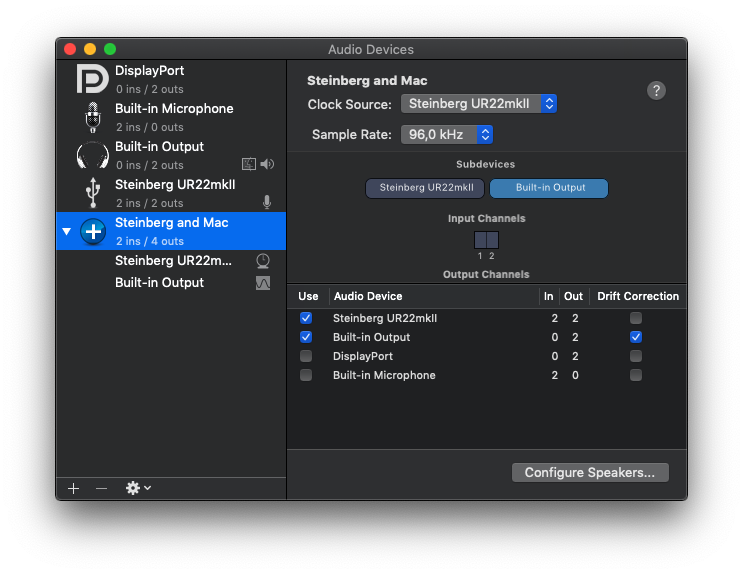 Audio Devices
DisplayPort
0 ins / 2 outs
Built-in Microphone
2 ins / 0 outs
Built-in Output
0 ins / 2 outs
Steinberg UR22mkII
2 ins / 2 outs
Steinberg and Mac
2 ins / 4 outs
Steinberg UR22m...
Built-in Output
Steinberg and Mac
?
Clock Source: Steinberg UR22mkII
Sample Rate: 96,0 kHz
Subdevices
Steinberg UR22mkII Built-in Output
Input Channels
1 2
Output Channels
Use Audio Device In Out Drift Correction
Steinberg UR22mkII 2 2
Built-in Output 0 2
DisplayPort 0 2
Built-in Microphone 2 0
Configure Speakers...